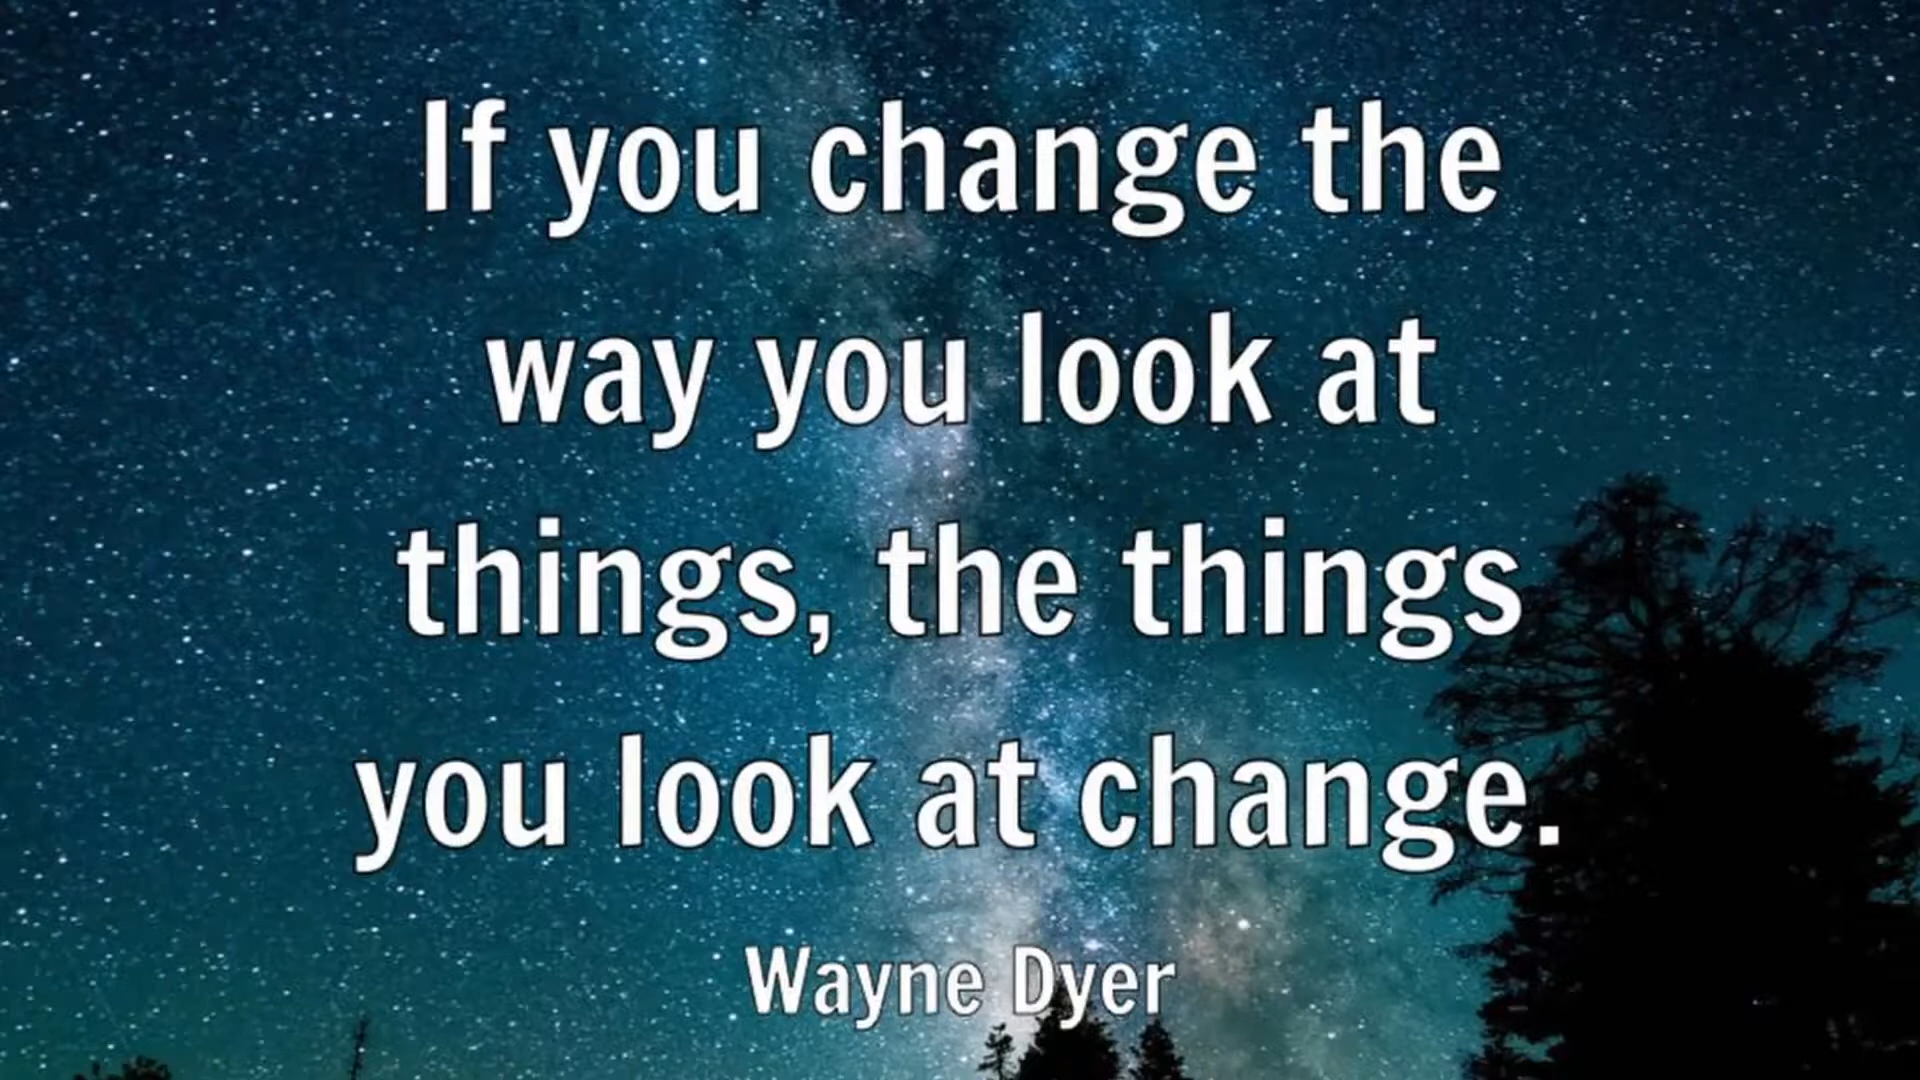 If you change the
way you look at
things, the things
you look at change.
Wayne Dyer